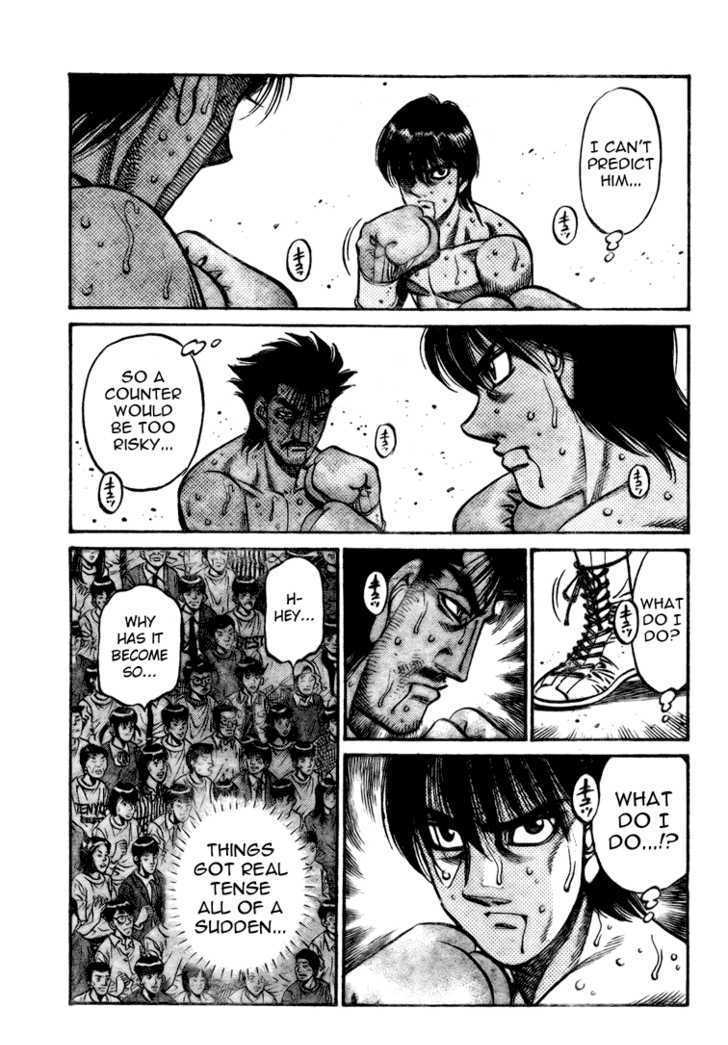 I CAN'T
PREDICT
HIM...
SO A
COUNTER
WOULD
BE TOO
RISKY...
WHAT
DO I
DO?
H-
HEY...
WHY
HAS IT
BECOME
SO...
THINGS
GOT REAL
TENSE
ALL OF A
SUDDEN...
WHAT
DO I
DO...!?